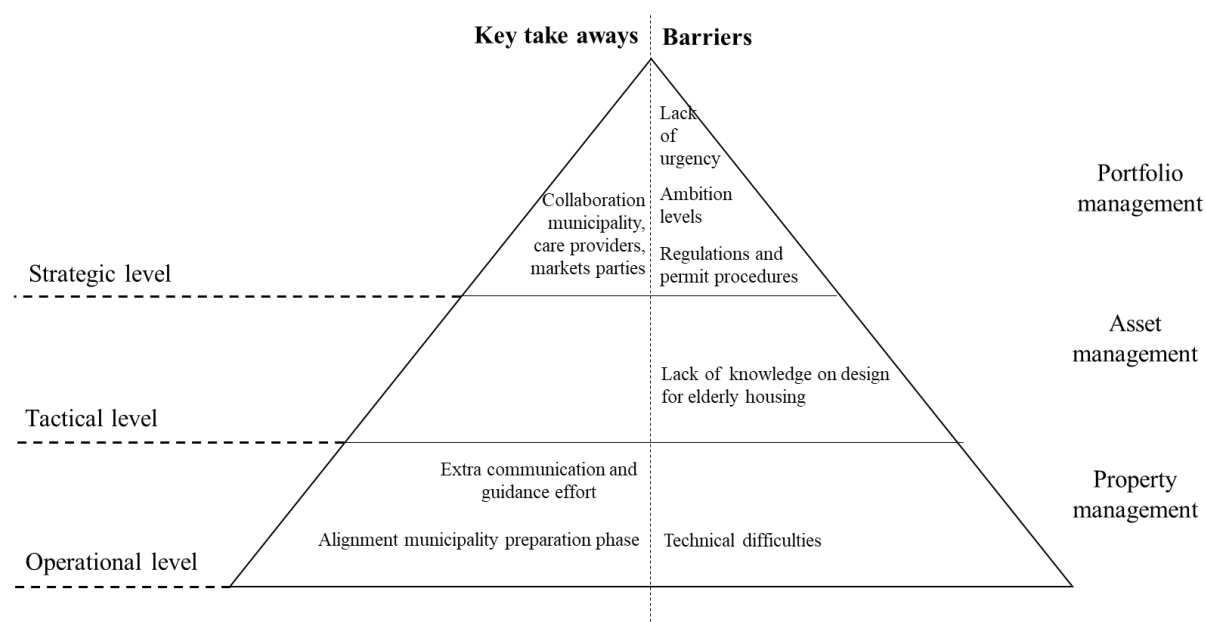 Key take aways
Barriers
Lack
of
urgency
Ambition
levels
Regulations and
permit procedures
Collaboration
municipality,
care providers,
markets parties
Portfolio
management
Strategic level
Asset
management
Lack of knowledge on design
for elderly housing
Tactical level
Extra communication and
guidance effort
Alignment municipality preparation phase
Technical difficulties
Property
management
Operational level